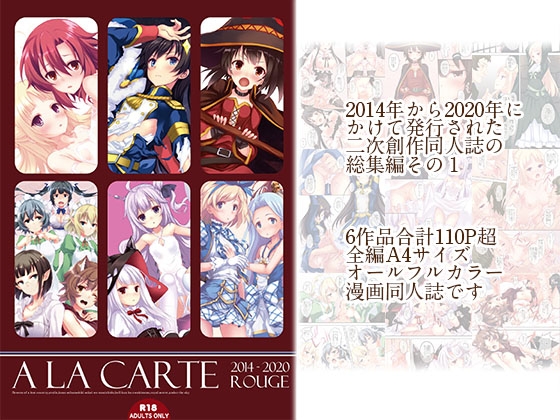 A LA CARTE
2014 - 2020
ROUGE
R18
ADULTS ONLY
2014年から2020年に
かけて発行された
二次創作同人誌の
総集編その１
6作品合計110P超
全編A4サイズ
オールフルカラー
漫画同人誌です